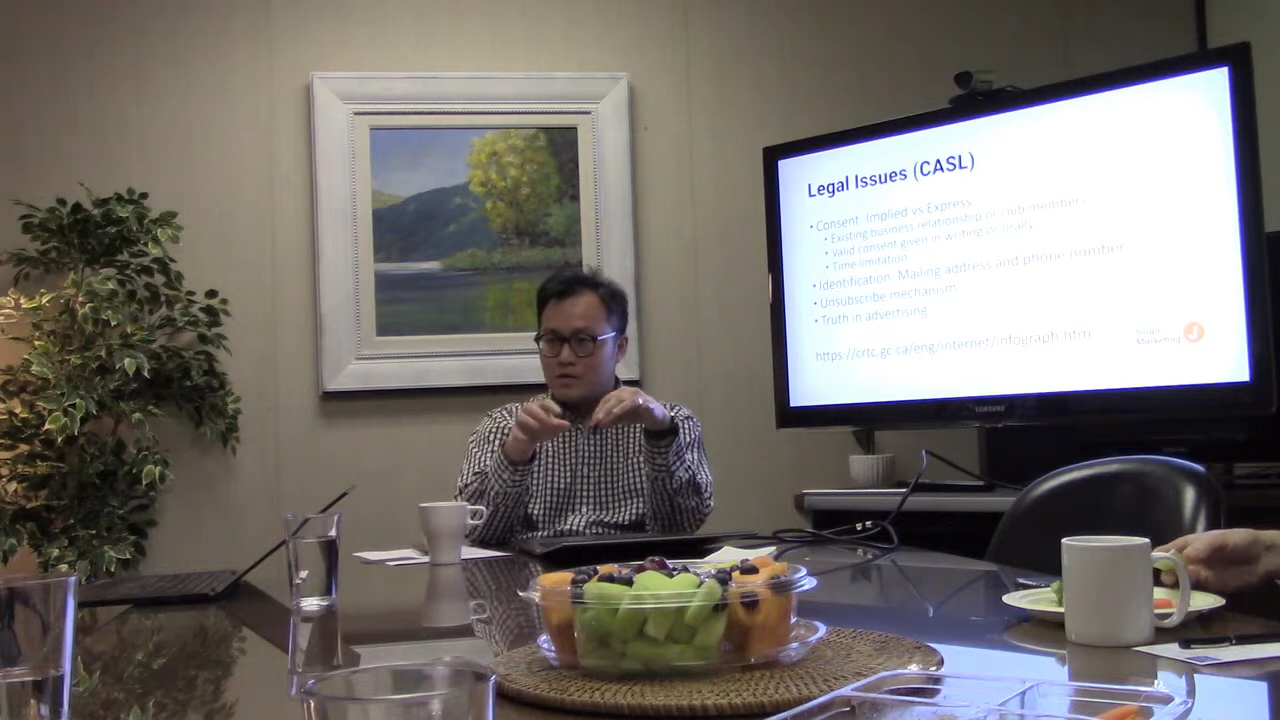 Legal Issues (CASL)
• Consent: Implied vs Express
• Existing business relationship or club members
• Valid consent given in writing or orally
• Time limitation
• Identification: Mailing address and phone number
• Unsubscribe mechanism
• Truth in advertising
https://crtc.gc.ca/eng/internet/infograph.htm
Marketing
SAMSUNG